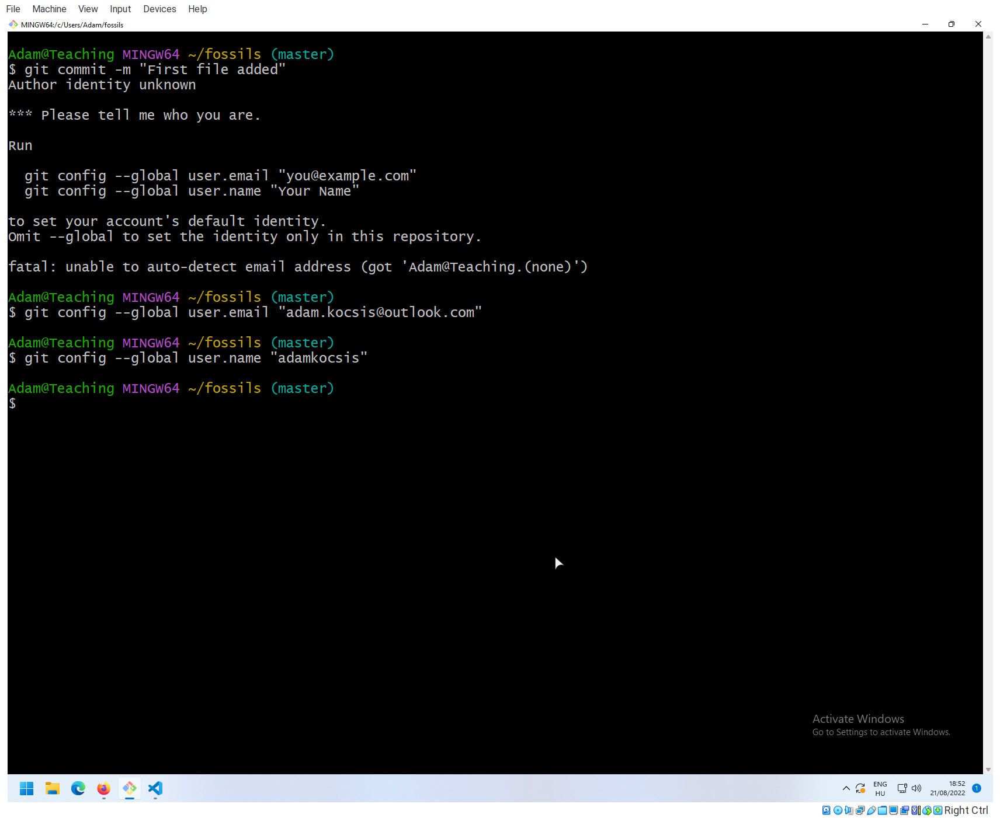 File Machine View Input Devices Help
MINGW64:/c/Users/Adam/fossils
Adam@Teaching MINGW64 ~/fossils (master)
$ git commit -m "First file added"
Author identity unknown
*** Please tell me who you are.
Run
  git config --global user.email "you@example.com"
  git config --global user.name "Your Name"
to set your account's default identity.
Omit --global to set the identity only in this repository.
fatal: unable to auto-detect email address (got 'Adam@Teaching.(none)')
Adam@Teaching MINGW64 ~/fossils (master)
$ git config --global user.email "adam.kocsis@outlook.com"
Adam@Teaching MINGW64 ~/fossils (master)
$ git config --global user.name "adamkocsis"
Adam@Teaching MINGW64 ~/fossils (master)
$
Activate Windows
Go to Settings to activate Windows.
ENG
HU
18:52
21/08/2022
1
Right Ctrl